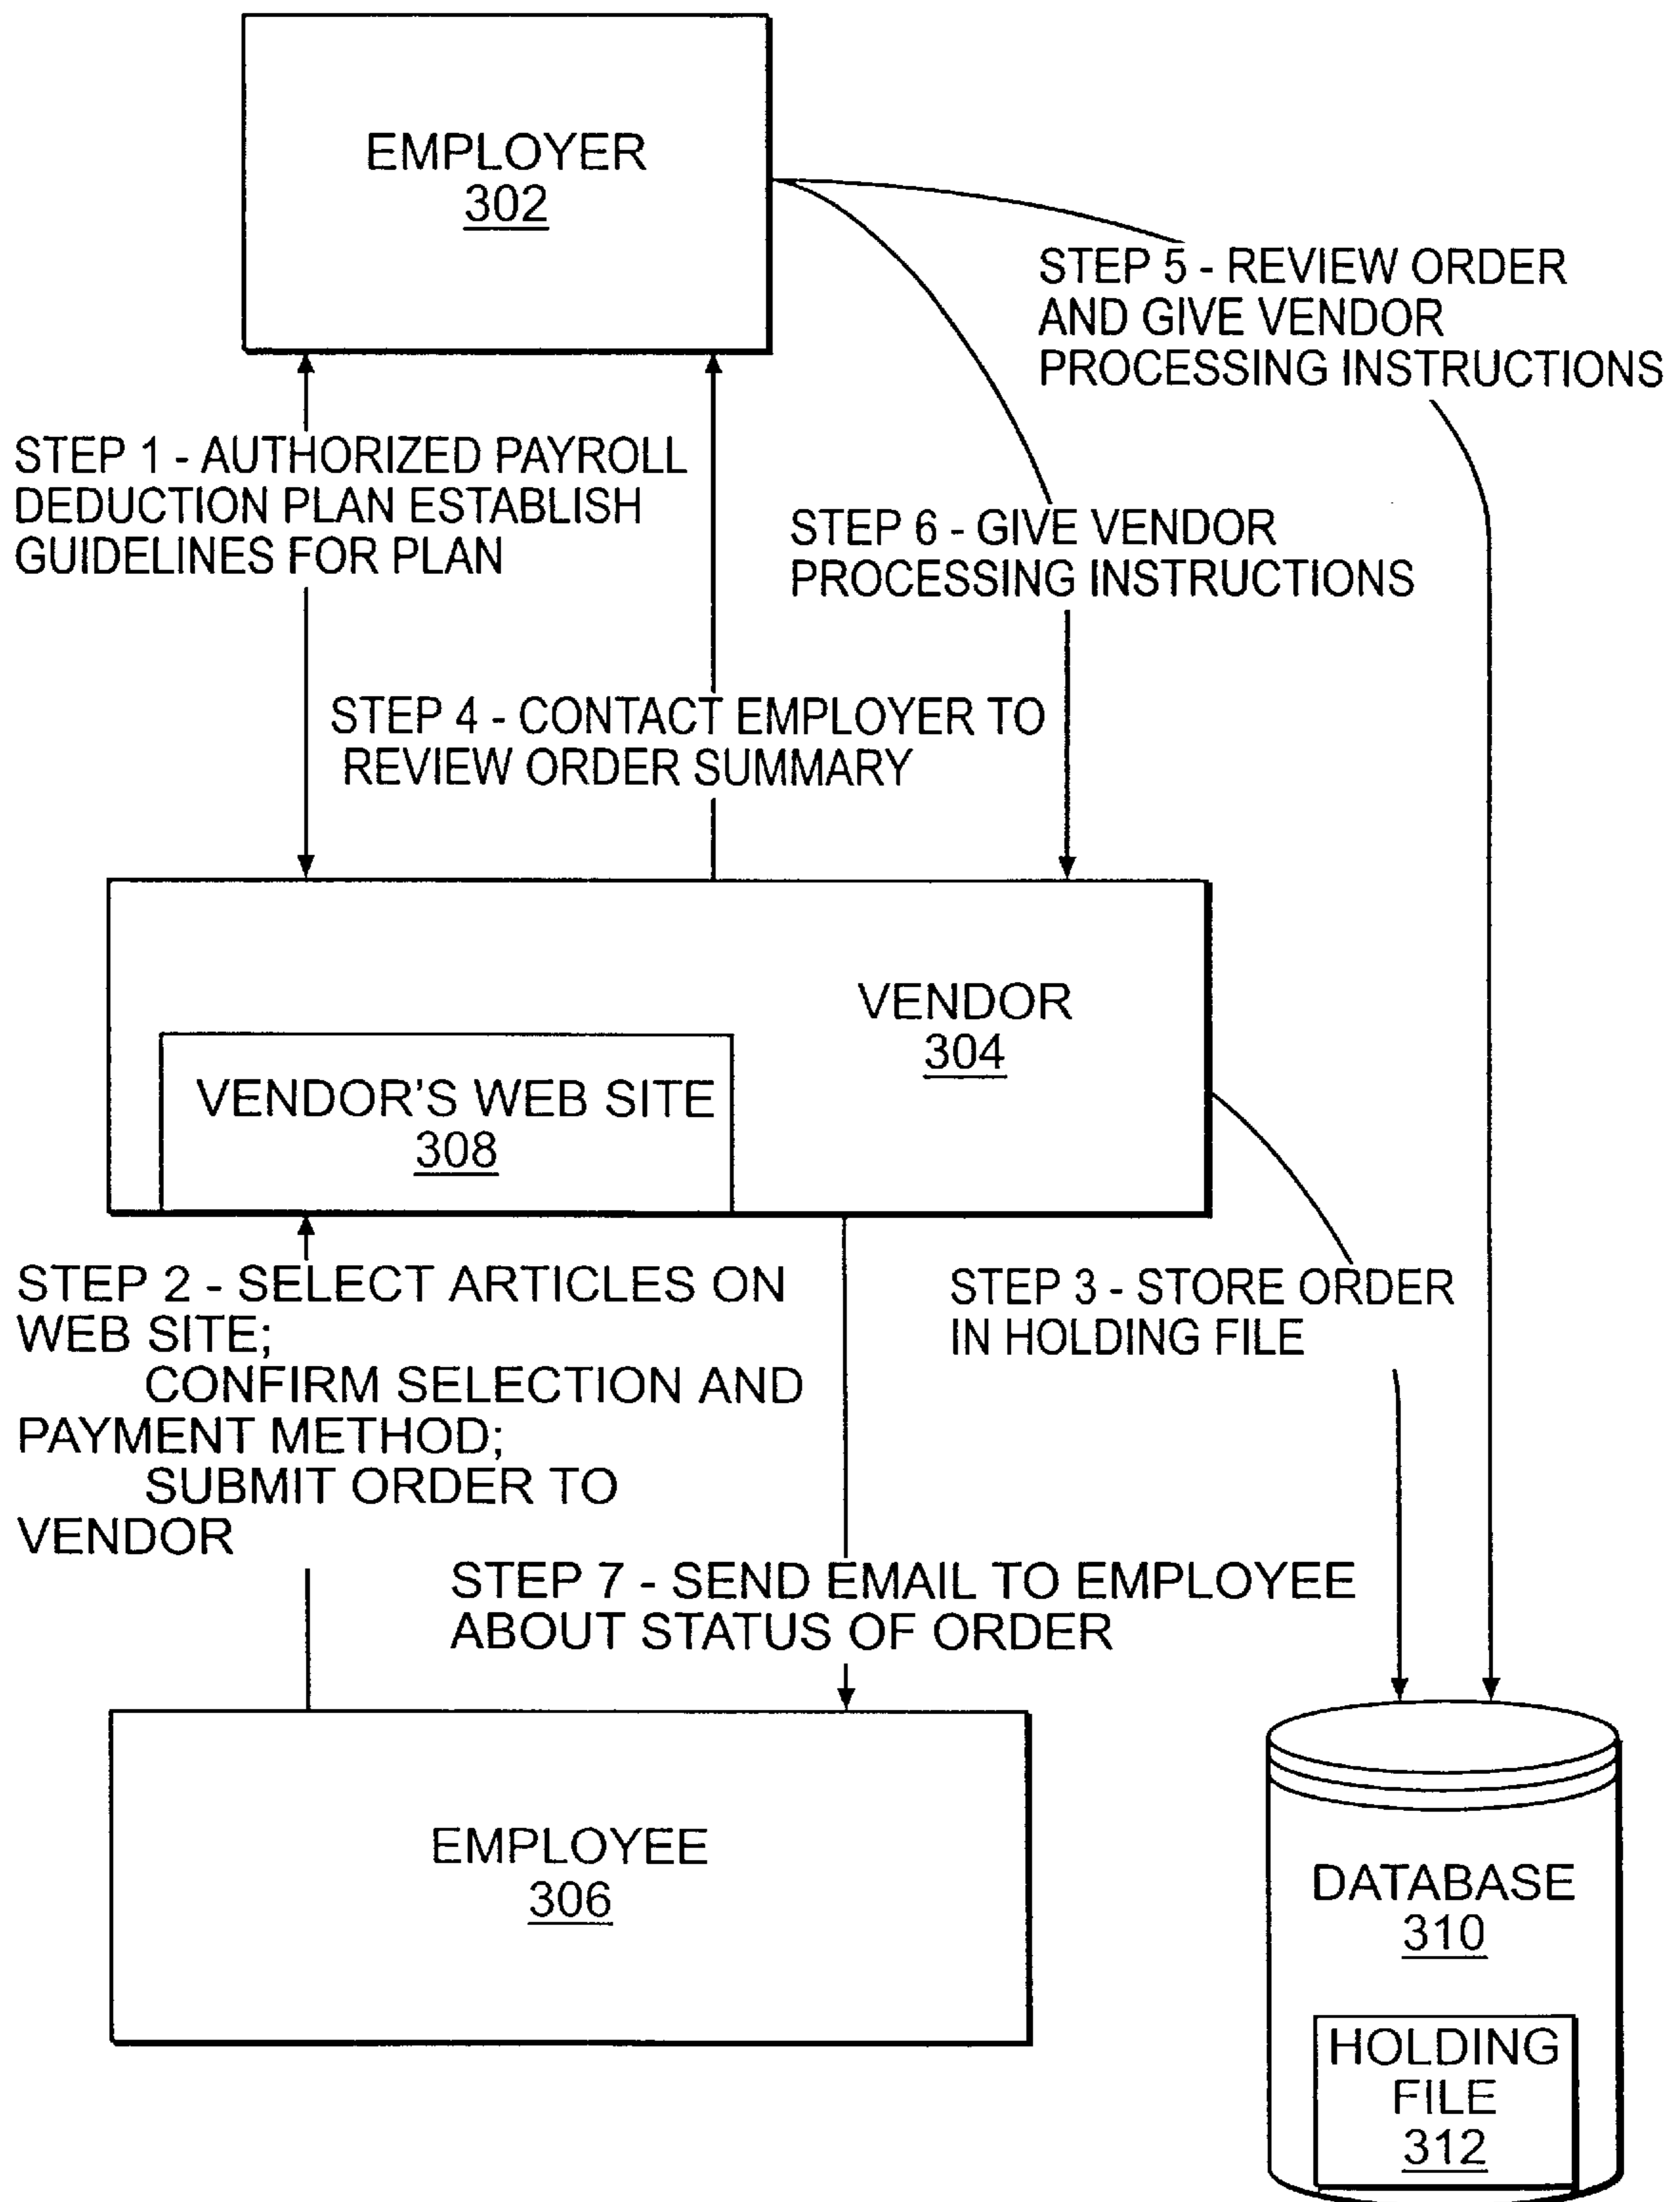 EMPLOYER
302
STEP 5 - REVIEW ORDER
AND GIVE VENDOR
PROCESSING INSTRUCTIONS
STEP 1 - AUTHORIZED PAYROLL
DEDUCTION PLAN ESTABLISH
GUIDELINES FOR PLAN
STEP 6 - GIVE VENDOR
PROCESSING INSTRUCTIONS
STEP 4 - CONTACT EMPLOYER TO
REVIEW ORDER SUMMARY
VENDOR
304
VENDOR'S WEB SITE
308
STEP 2 - SELECT ARTICLES ON
WEB SITE;
CONFIRM SELECTION AND
PAYMENT METHOD;
SUBMIT ORDER TO
VENDOR
STEP 3 - STORE ORDER
IN HOLDING FILE
STEP 7 - SEND EMAIL TO EMPLOYEE
ABOUT STATUS OF ORDER
EMPLOYEE
306
DATABASE
310
HOLDING
FILE
312